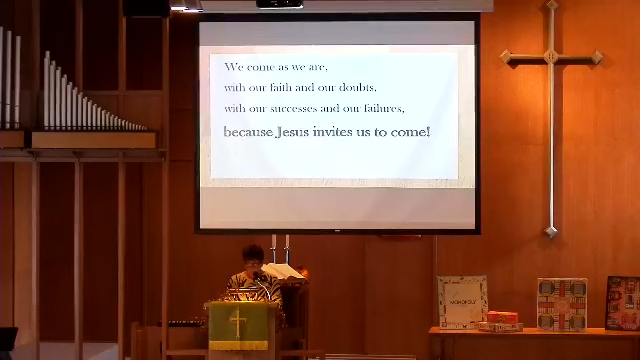 We come as we are,
with our faith and our doubts,
with our successes and our failures,
because Jesus invites us to come!
MONOPOLY